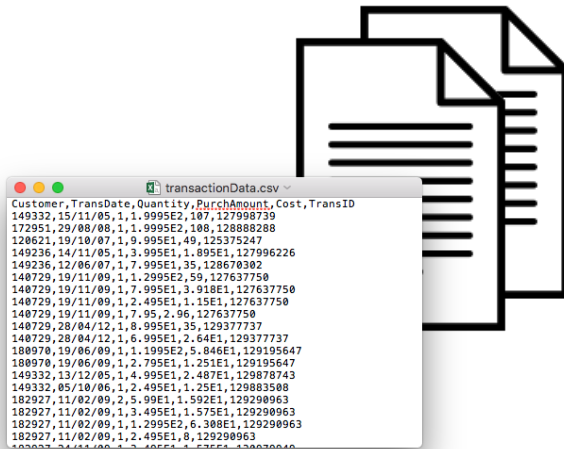 transactionData.csv
Customer,TransDate,Quantity,PurchAmount,Cost,TransID
149332,15/11/05,1,1.9995E2,107,127998739
172951,29/08/08,1,1.9995E2,108,128888288
120621,19/10/07,1,9.995E1,49,125375247
149236,14/11/05,1,3.995E1,1.895E1,127996226
149236,12/06/07,1,7.995E1,35,128670302
140729,19/11/09,1,1.2995E2,59,127637750
140729,19/11/09,1,7.995E1,3.918E1,127637750
140729,19/11/09,1,2.495E1,1.15E1,127637750
140729,19/11/09,1,7.95,2.96,127637750
140729,28/04/12,1,8.995E1,35,129377737
140729,28/04/12,1,6.995E1,2.64E1,129377737
180970,19/06/09,1,1.1995E2,5.846E1,129195647
180970,19/06/09,1,2.795E1,1.251E1,129195647
149332,13/12/05,1,4.995E1,2.487E1,129878743
149332,05/10/06,1,2.495E1,1.25E1,129883508
182927,11/02/09,2,5.99E1,1.592E1,129290963
182927,11/02/09,1,3.495E1,1.575E1,129290963
182927,11/02/09,1,1.2995E2,6.308E1,129290963
182927,11/02/09,1,2.495E1,8,129290963